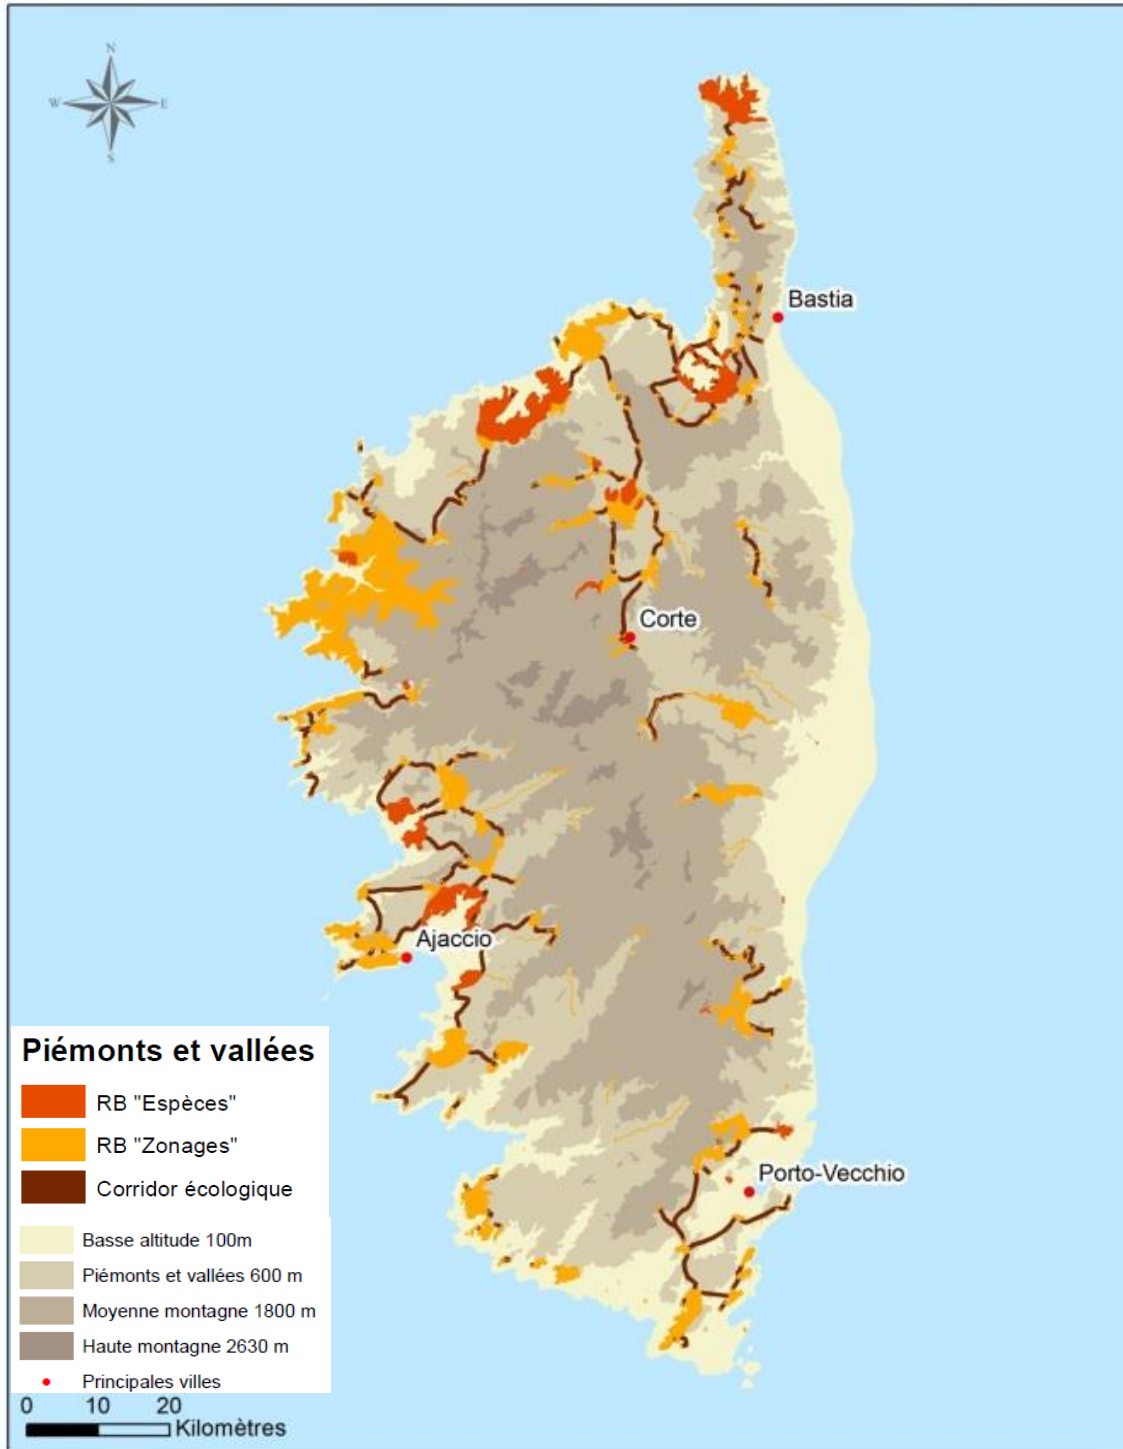 N
W E
S
Bastia
Corte
Ajaccio
Porto-Vecchio
Piémonts et vallées
RB "Espèces"
RB "Zonages"
Corridor écologique
Basse altitude 100m
Piémonts et vallées 600 m
Moyenne montagne 1800 m
Haute montagne 2630 m
Principales villes
0 10 20
Kilomètres